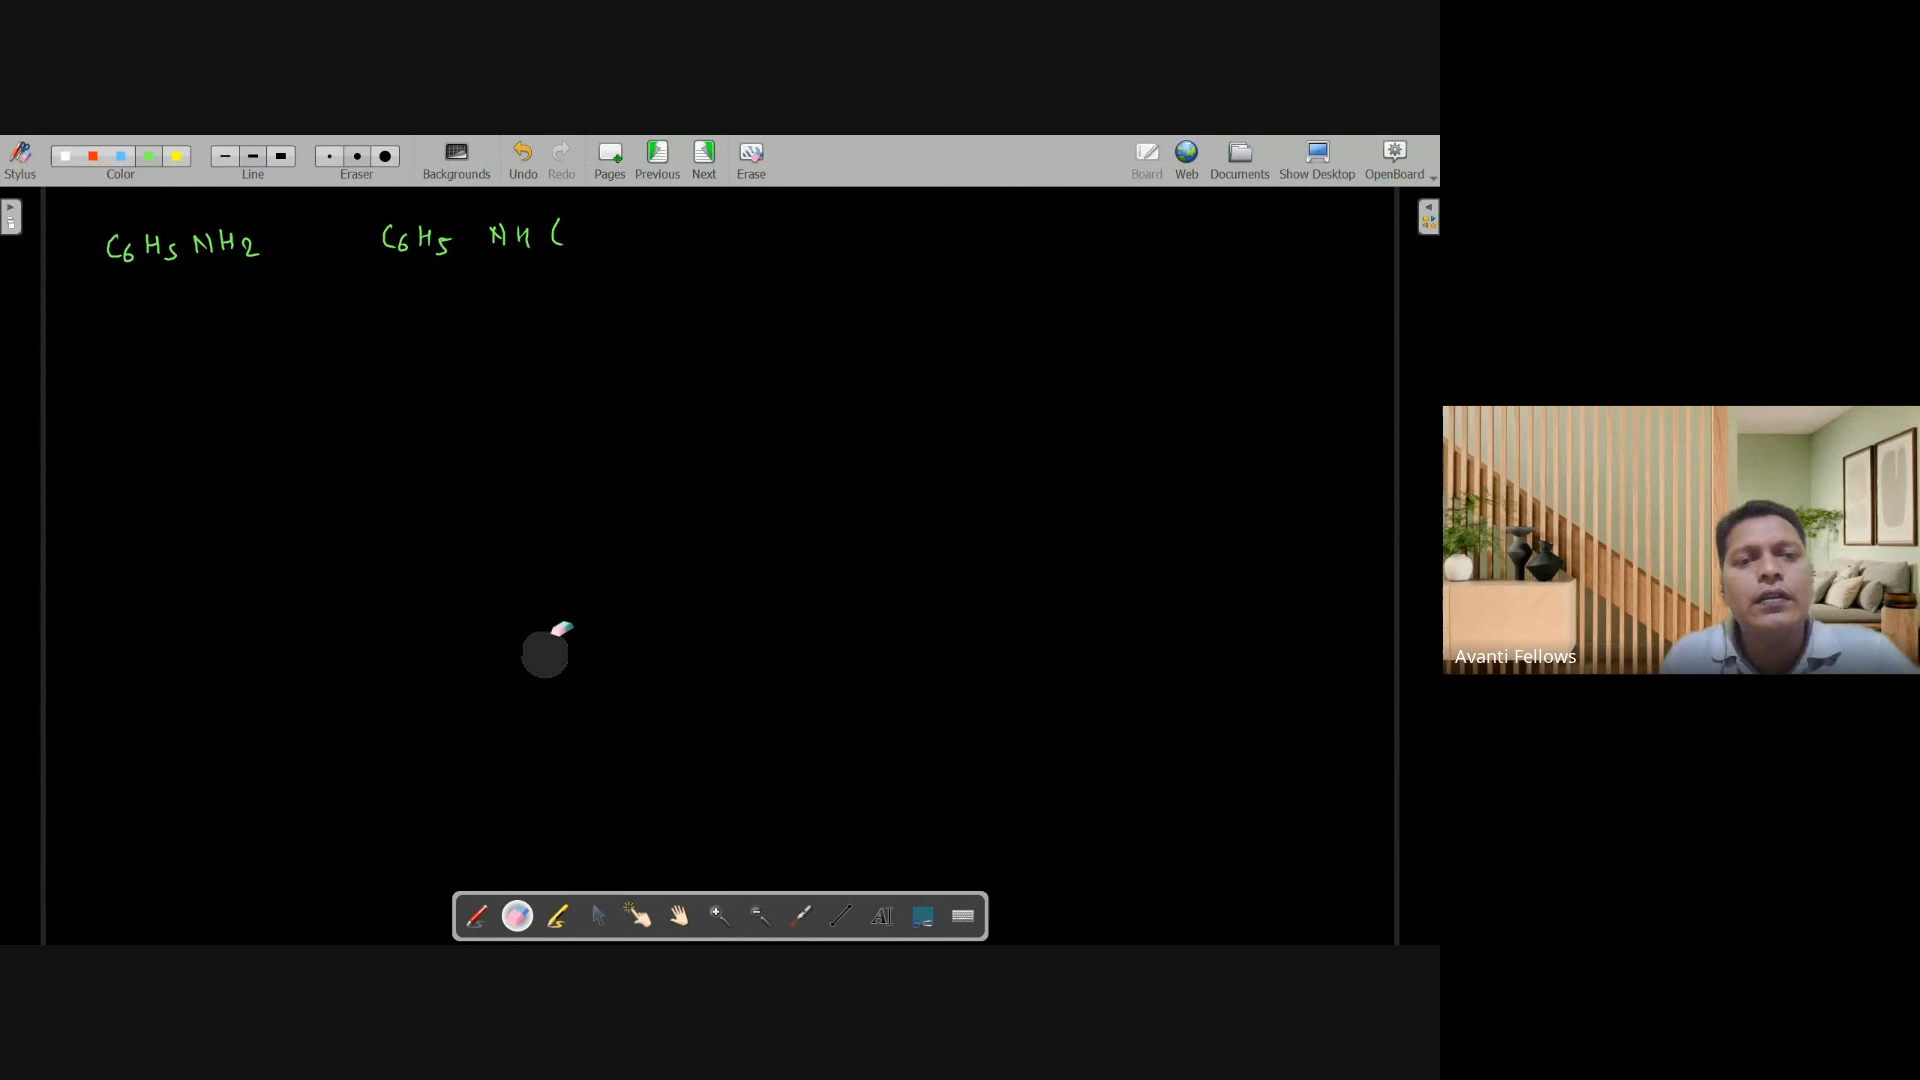 Stylus Color Line Eraser Backgrounds Undo Redo Pages Previous Next Erase Board Web Documents Show Desktop OpenBoard
C6H5NH2 C6H5 NH (
Avanti Fellows